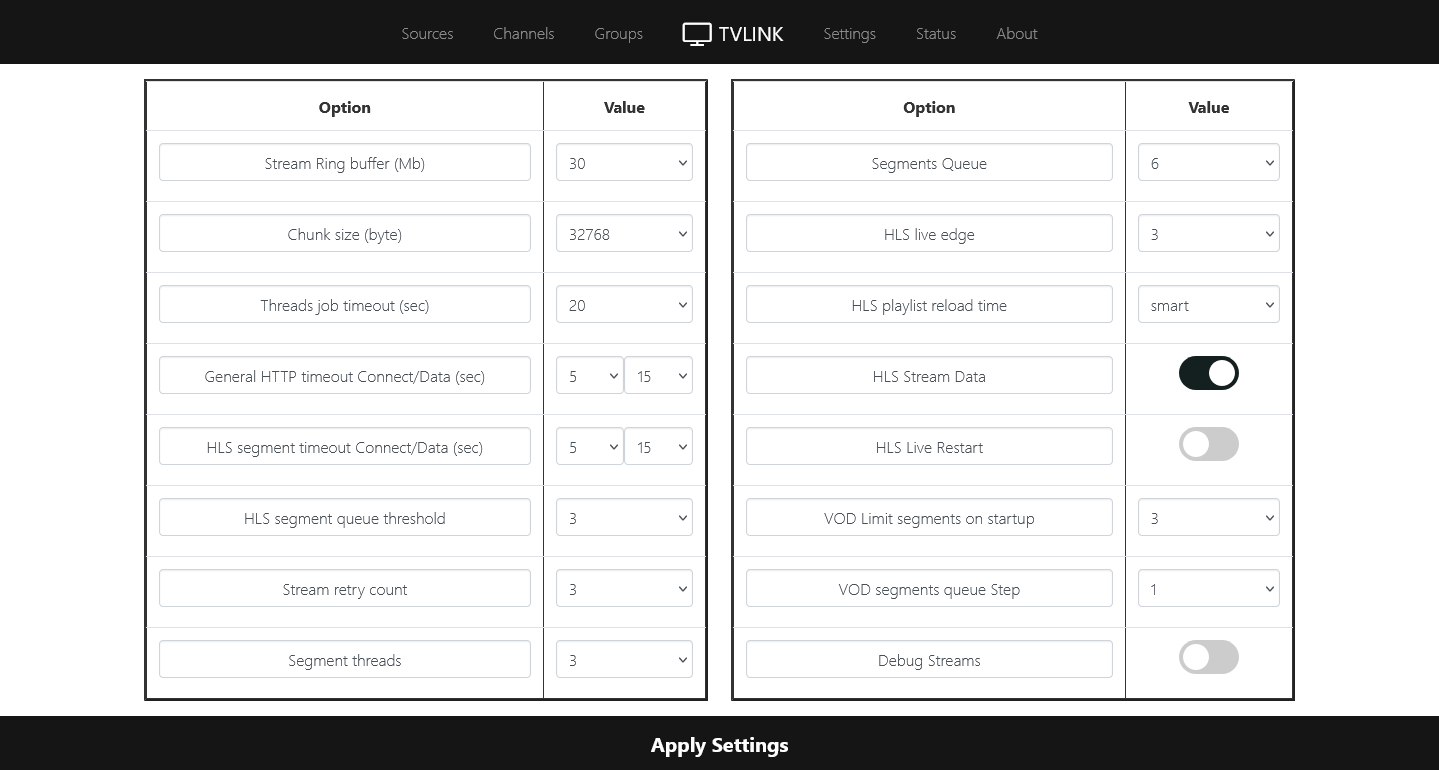 Sources Channels Groups TVLINK Settings Status About
Option Value
Stream Ring buffer (Mb) 30
Chunk size (byte) 32768
Threads job timeout (sec) 20
General HTTP timeout Connect/Data (sec) 5 15
HLS segment timeout Connect/Data (sec) 5 15
HLS segment queue threshold 3
Stream retry count 3
Segment threads 3
Option Value
Segments Queue 6
HLS live edge 3
HLS playlist reload time smart
HLS Stream Data
HLS Live Restart
VOD Limit segments on startup 3
VOD segments queue Step 1
Debug Streams
Apply Settings